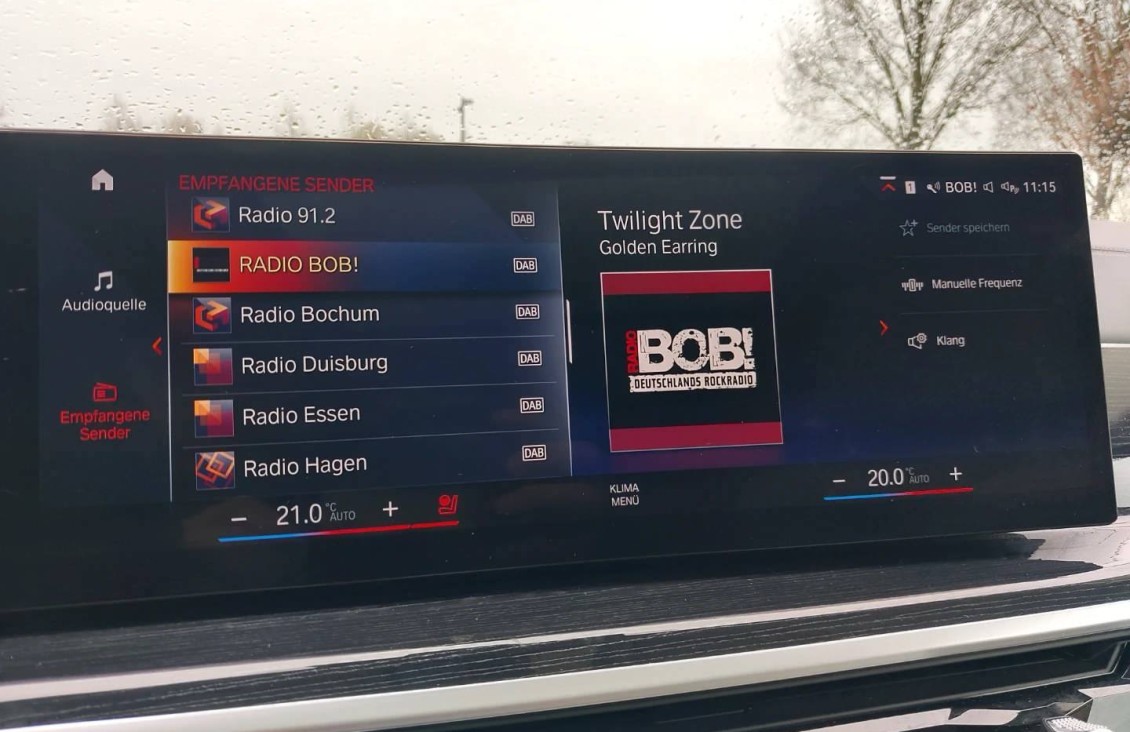 EMPFANGENE SENDER
Radio 91.2
DAB
RADIO BOB!
DAB
Radio Bochum
DAB
Radio Duisburg
DAB
Radio Essen
DAB
Radio Hagen
DAB
Audioquelle
Empfangene
Sender
Twilight Zone
Golden Earring
RADIO
BOB!
DEUTSCHLANDS ROCKRADIO
1
BOB!
11:15
Sender speichern
Manuelle Frequenz
Klang
− 21.0 °C AUTO +
KLIMA
MENÜ
− 20.0 °C AUTO +